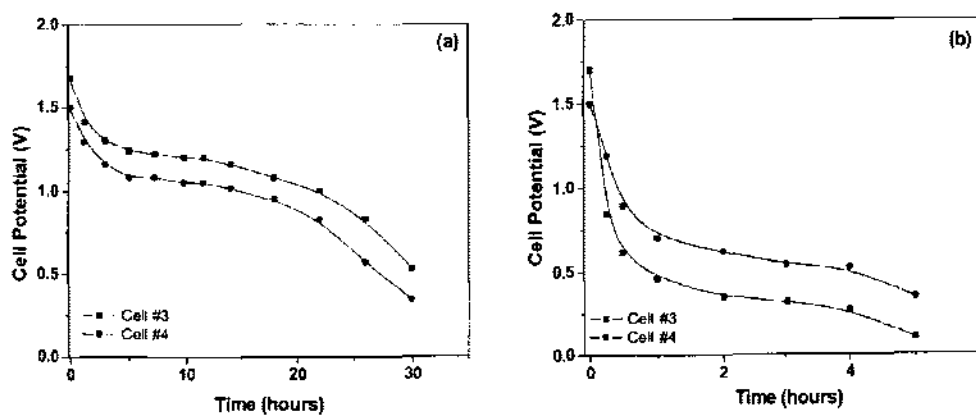 2.0
(a)
1.5
1.0
0.5
0.0
Cell Potential (V)
Cell #3
Cell #4
0
10
20
30
Time (hours)
2.0
(b)
1.5
1.0
0.5
0.0
Cell Potential (V)
Cell #3
Cell #4
0
2
4
Time (hours)